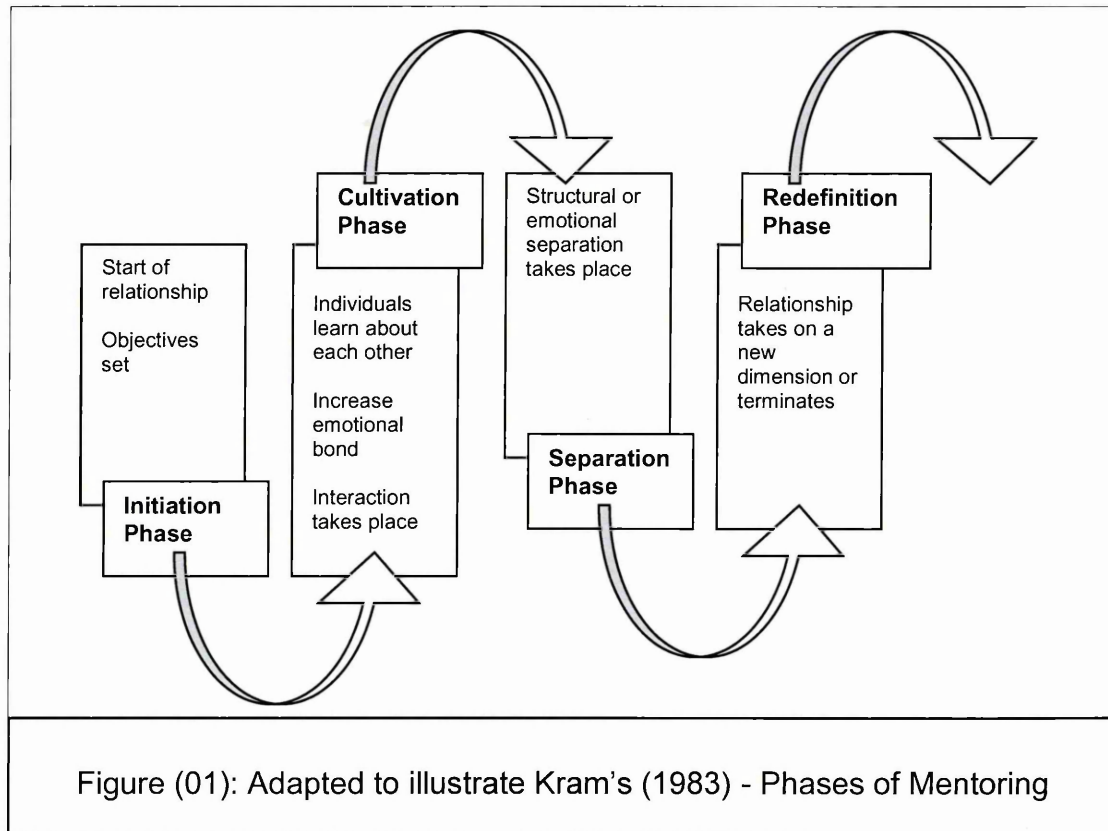 Start of
relationship
Objectives
set
Initiation
Phase
Cultivation
Phase
Individuals
learn about
each other
Increase
emotional
bond
Interaction
takes place
Structural or
emotional
separation
takes place
Separation
Phase
Redefinition
Phase
Relationship
takes on a
new
dimension or
terminates
Figure (01): Adapted to illustrate Kram's (1983) - Phases of Mentoring